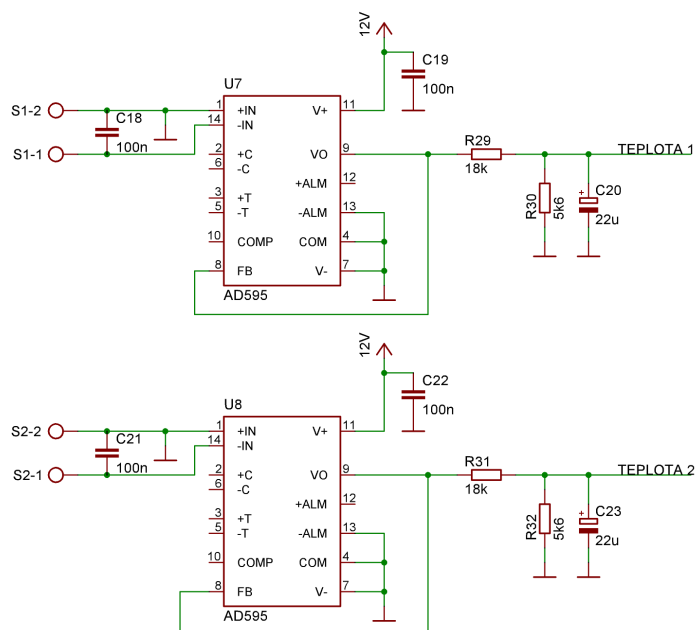 12V
C19
100n
U7
S1-2
C18
100n
S1-1
1 +IN V+ 11
14 -IN
2 +C VO 9
6 -C
+ALM 12
3 +T
5 -T -ALM 13
10 COMP COM 4
8 FB V- 7
AD595
R29
18k
TEPLOTA 1
R30
5k6
+
C20
22u
12V
C22
100n
U8
S2-2
C21
100n
S2-1
1 +IN V+ 11
14 -IN
2 +C VO 9
6 -C
+ALM 12
3 +T
5 -T -ALM 13
10 COMP COM 4
8 FB V- 7
AD595
R31
18k
TEPLOTA 2
R32
5k6
+
C23
22u